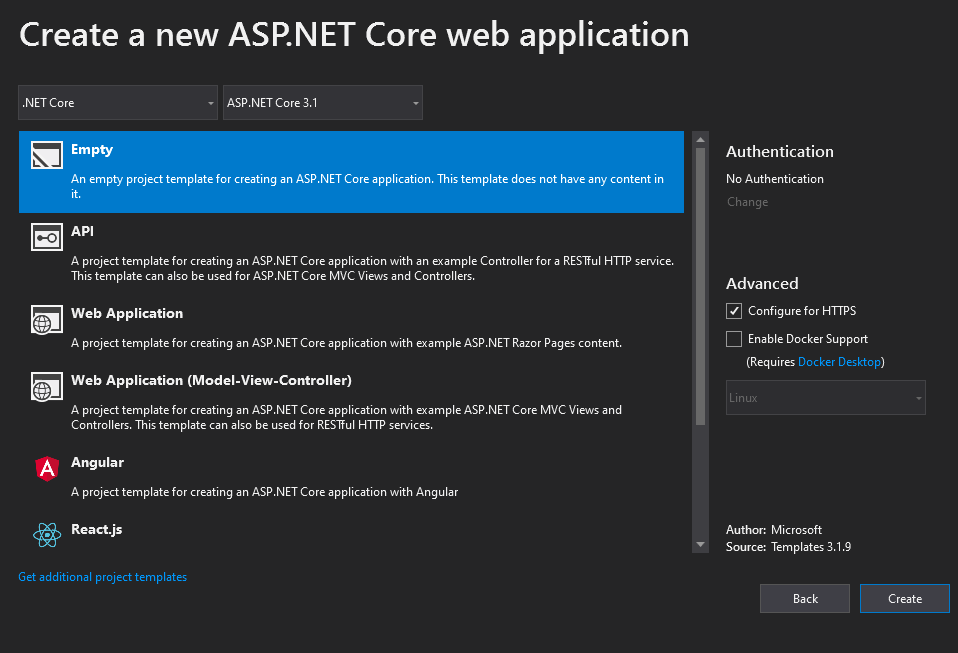 Create a new ASP.NET Core web application
.NET Core
ASP.NET Core 3.1
Empty
An empty project template for creating an ASP.NET Core application. This template does not have any content in
it.
API
A project template for creating an ASP.NET Core application with an example Controller for a RESTful HTTP service.
This template can also be used for ASP.NET Core MVC Views and Controllers.
Web Application
A project template for creating an ASP.NET Core application with example ASP.NET Razor Pages content.
Web Application (Model-View-Controller)
A project template for creating an ASP.NET Core application with example ASP.NET Core MVC Views and
Controllers. This template can also be used for RESTful HTTP services.
Angular
A project template for creating an ASP.NET Core application with Angular
React.js
Get additional project templates
Authentication
No Authentication
Change
Advanced
Configure for HTTPS
Enable Docker Support
(Requires Docker Desktop)
Linux
Author: Microsoft
Source: Templates 3.1.9
Back
Create